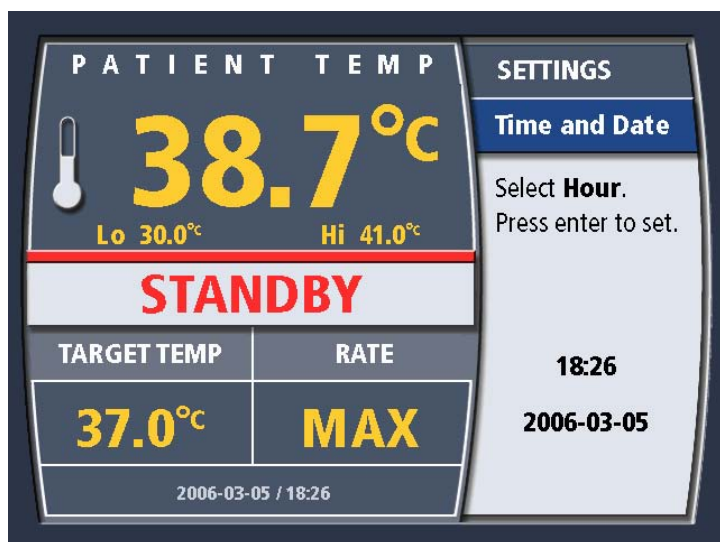 PATIENT TEMP
38.7°C
Lo 30.0°C Hi 41.0°C
STANDBY
TARGET TEMP RATE
37.0°C MAX
2006-03-05 / 18:26
SETTINGS
Time and Date
Select Hour.
Press enter to set.
18:26
2006-03-05